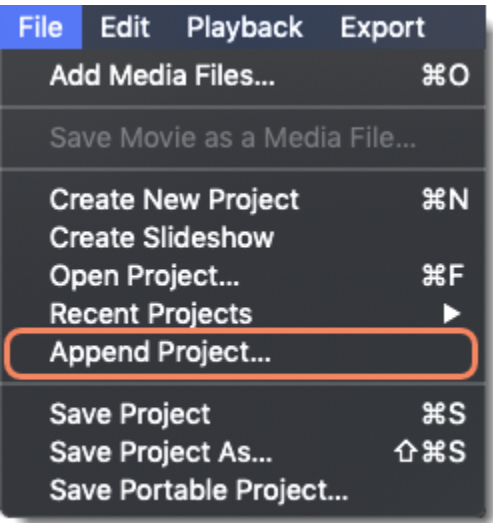 File Edit Playback Export
Add Media Files... ⌘O
Save Movie as a Media File...
Create New Project ⌘N
Create Slideshow
Open Project... ⌘F
Recent Projects ▶
Append Project...
Save Project ⌘S
Save Project As... ⇧⌘S
Save Portable Project...